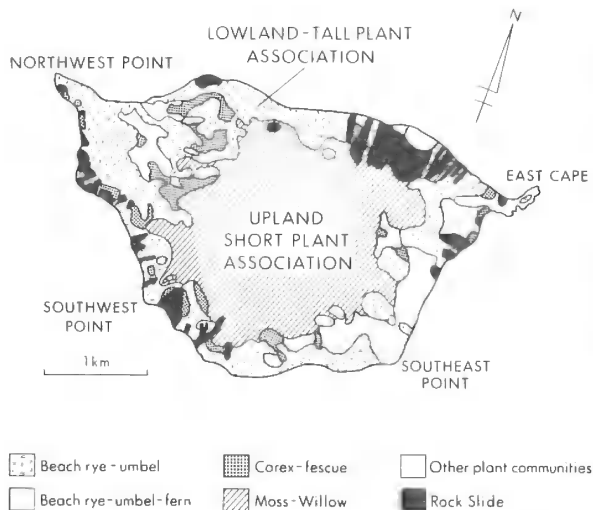 N
LOWLAND-TALL PLANT
ASSOCIATION
NORTHWEST POINT
EAST CAPE
UPLAND
SHORT PLANT
ASSOCIATION
SOUTHWEST
POINT
1km
SOUTHEAST
POINT
Beach rye-umbel
Carex-fescue
Other plant communities
Beach rye-umbel-fern
Moss-Willow
Rock Slide